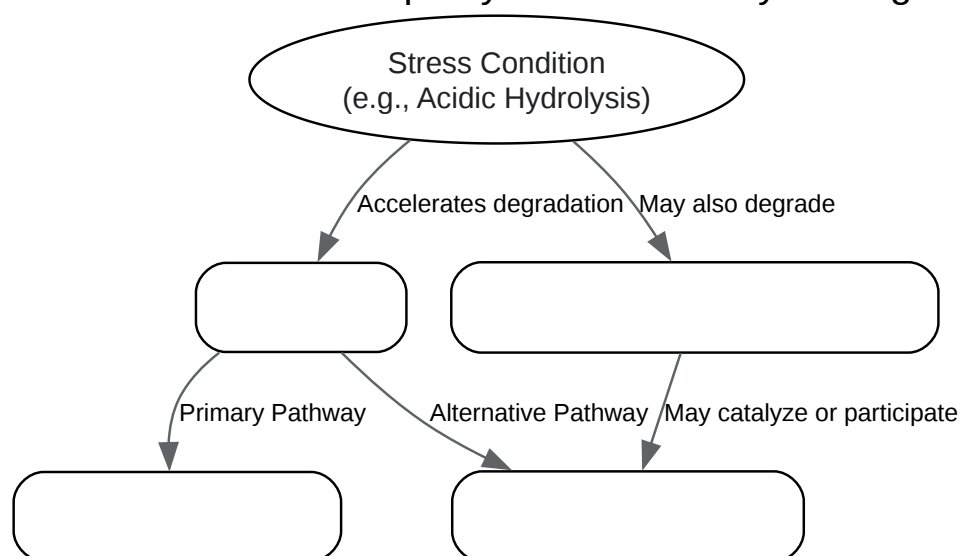 Stress Condition
(e.g., Acidic Hydrolysis)
Accelerates degradation
May also degrade
Primary Pathway
Alternative Pathway
May catalyze or participate